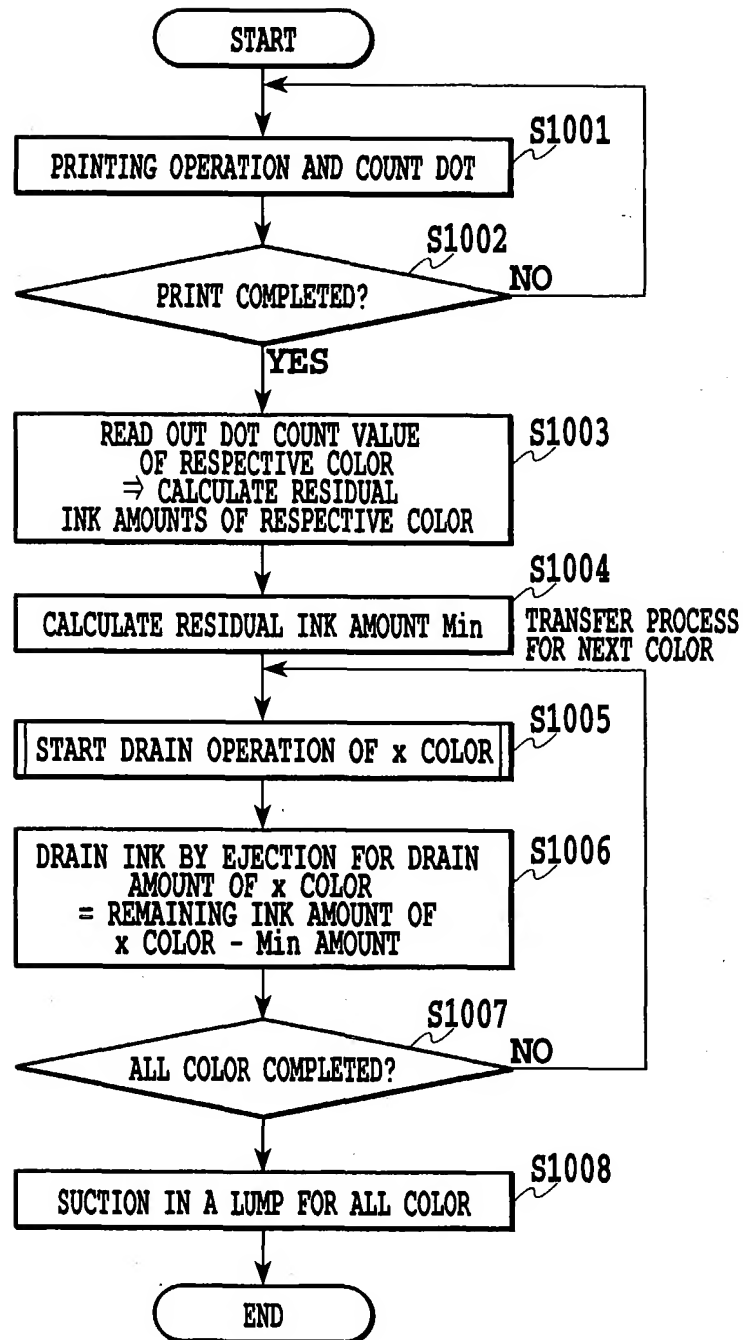 START
S1001
PRINTING OPERATION AND COUNT DOT
S1002
PRINT COMPLETED?
NO
YES
READ OUT DOT COUNT VALUE
OF RESPECTIVE COLOR
⇒ CALCULATE RESIDUAL
INK AMOUNTS OF RESPECTIVE COLOR
S1003
S1004
CALCULATE RESIDUAL INK AMOUNT Min
TRANSFER PROCESS
FOR NEXT COLOR
START DRAIN OPERATION OF x COLOR
S1005
DRAIN INK BY EJECTION FOR DRAIN
AMOUNT OF x COLOR
= REMAINING INK AMOUNT OF
x COLOR - Min AMOUNT
S1006
S1007
ALL COLOR COMPLETED?
NO
S1008
SUCTION IN A LUMP FOR ALL COLOR
END